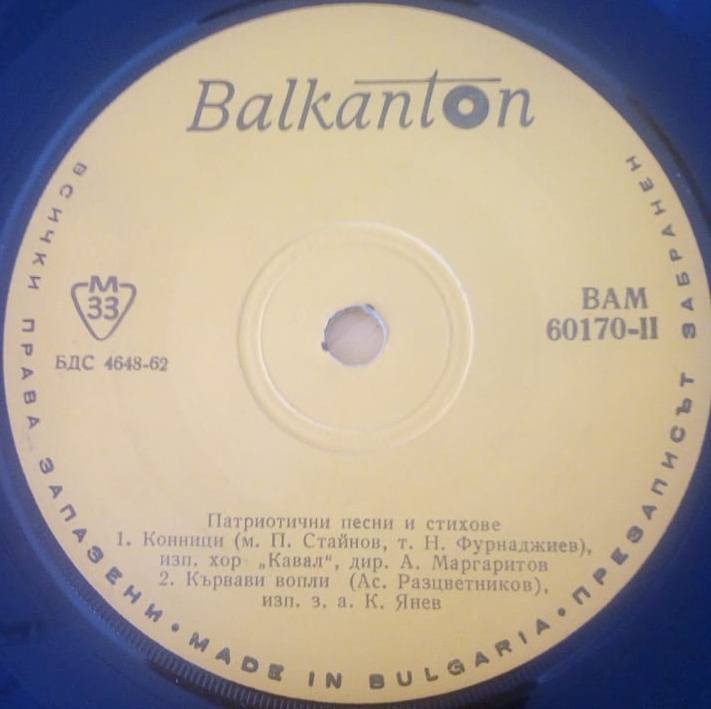 Balkanton
ВСИЧКИ ПРАВА ЗАПАЗЕНИ • MADE IN BULGARIA • ПРЕЗАПИСЪТ ЗАБРАНЕН
М
33
БДС 4648-62
ВАМ
60170-II
Патриотични песни и стихове
1. Конници (м. П. Стайнов, т. Н. Фурнаджиев),
изп. хор „Кавал", дир. А. Маргаритов
2. Кървави вопли (Ас. Разцветников),
изп. з. а. К. Янев